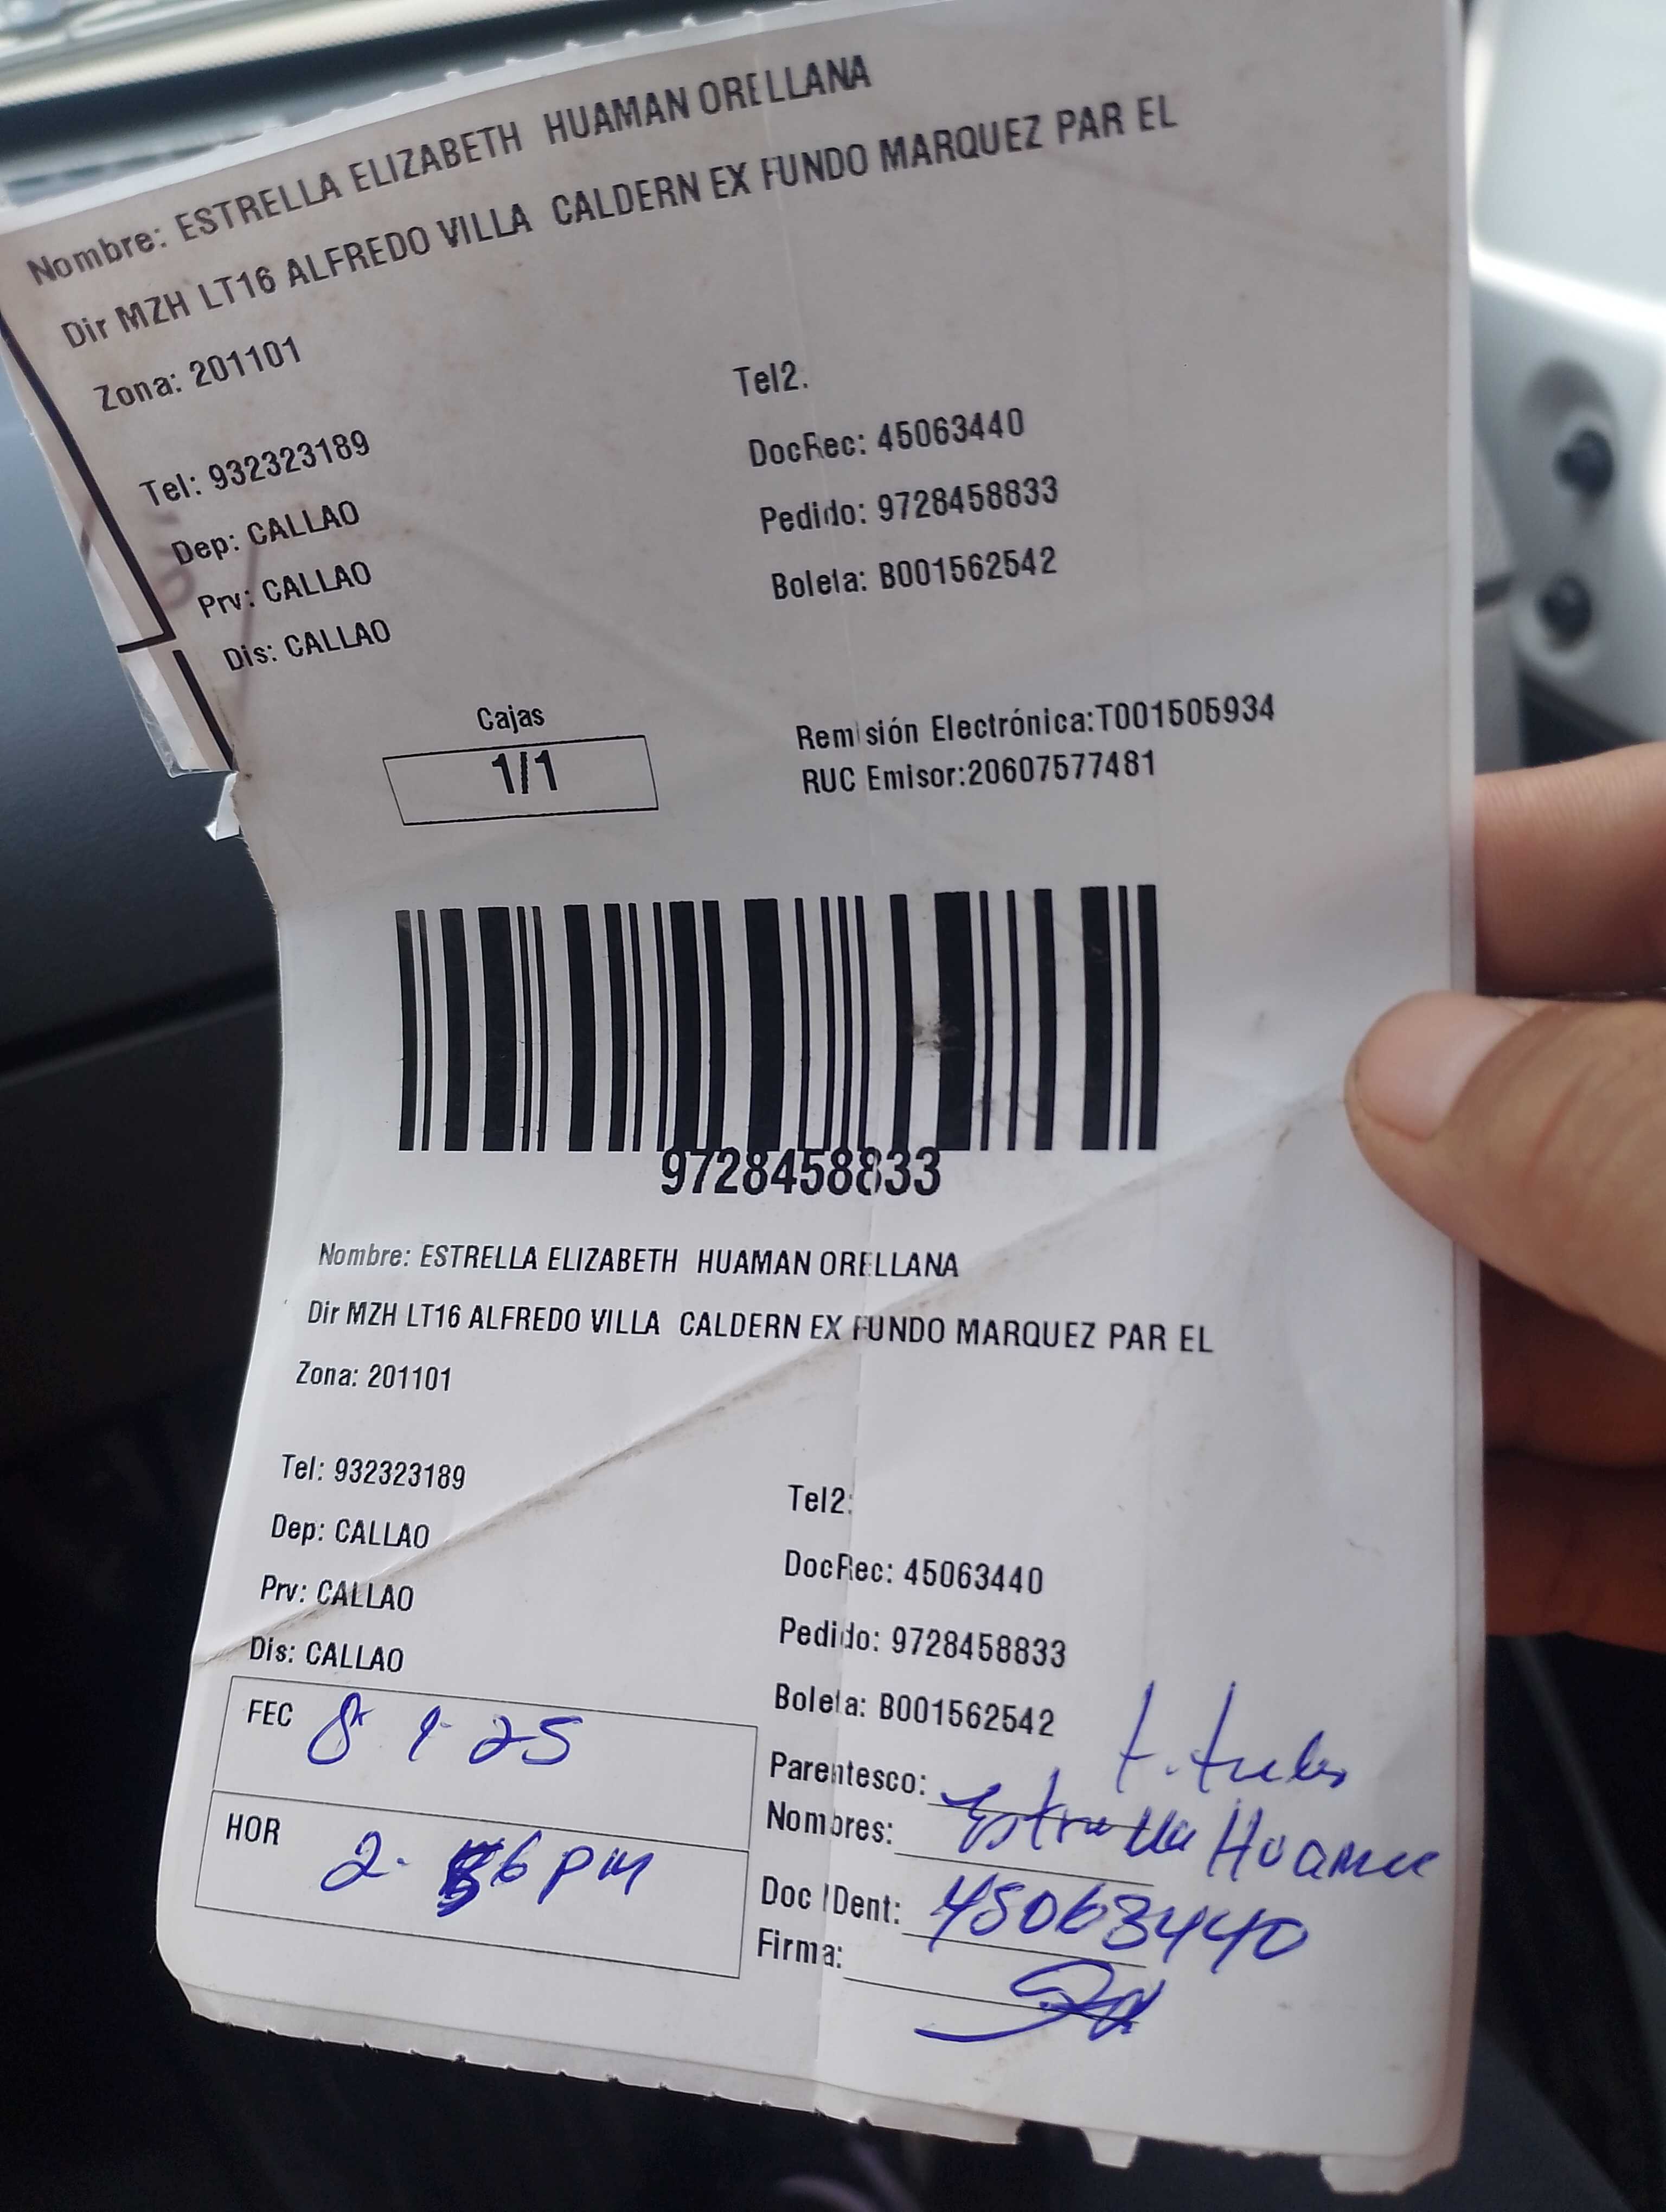 Nombre: ESTRELLA ELIZABETH HUAMAN ORELLANA
Dir MZH LT16 ALFREDO VILLA CALDERN EX FUNDO MARQUEZ PAR EL
Zona: 201101
Tel: 932323189
Tel2.
Dep: CALLAO
DocRec: 45063440
Prv: CALLAO
Pedido: 9728458833
Dis: CALLAO
Boleta: B001562542
Cajas
1/1
Remisión Electrónica:T001505934
RUC Emisor:20607577481
9728458833
Nombre: ESTRELLA ELIZABETH HUAMAN ORELLANA
Dir MZH LT16 ALFREDO VILLA CALDERN EX FUNDO MARQUEZ PAR EL
Zona: 201101
Tel: 932323189
Tel2:
Dep: CALLAO
DocRec: 45063440
Prv: CALLAO
Pedido: 9728458833
Dis: CALLAO
Boleta: B001562542
FEC 8 1 25
HOR 2. 6 pm
Parentesco: titular
Nombres: Estrella Huaman
Doc IDent: 45063440
Firma: